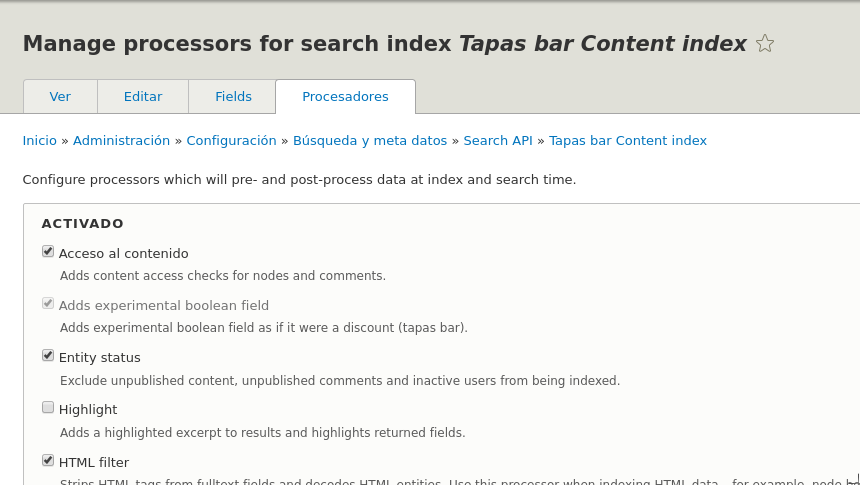 Manage processors for search index Tapas bar Content index
Ver Editar Fields Procesadores
Inicio » Administración » Configuración » Búsqueda y meta datos » Search API » Tapas bar Content index
Configure processors which will pre- and post-process data at index and search time.
ACTIVADO
Acceso al contenido
Adds content access checks for nodes and comments.
Adds experimental boolean field
Adds experimental boolean field as if it were a discount (tapas bar).
Entity status
Exclude unpublished content, unpublished comments and inactive users from being indexed.
Highlight
Adds a highlighted excerpt to results and highlights returned fields.
HTML filter
Strips HTML tags from fulltext fields and decodes HTML entities. Use this processor when indexing HTML data – for example, node